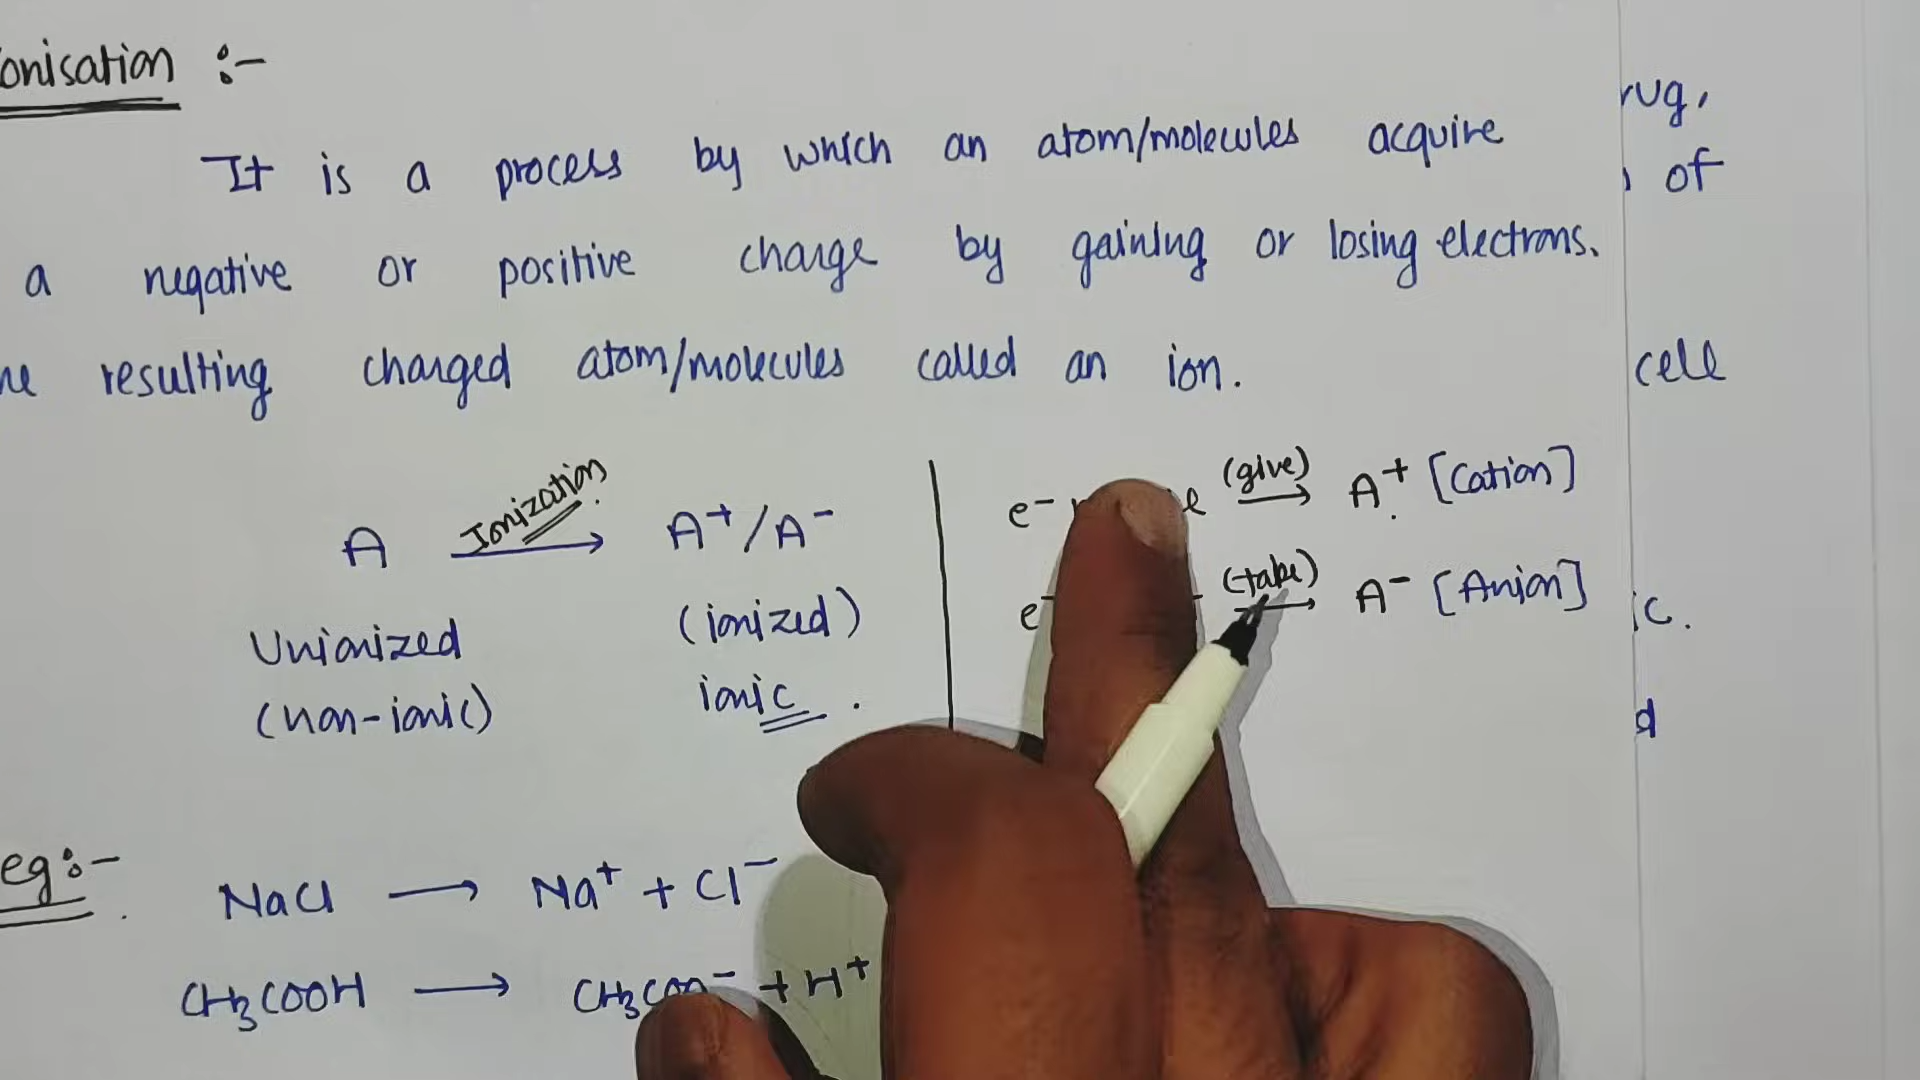 onisation :-
It is a process by which an atom/molecules acquire
a negative or positive charge by gaining or losing electrons.
resulting charged atom/molecules called an ion.
A Ionization → A+/A-
Unionized (ionized)
(non-ionic) ionic.
e- (give) → A+ [Cation]
e- (take) → A- [Anion]
eg:- NaCl → Na+ + Cl-
CH3COOH → CH3COO- + H+
rug,
of
cell
ic.
d